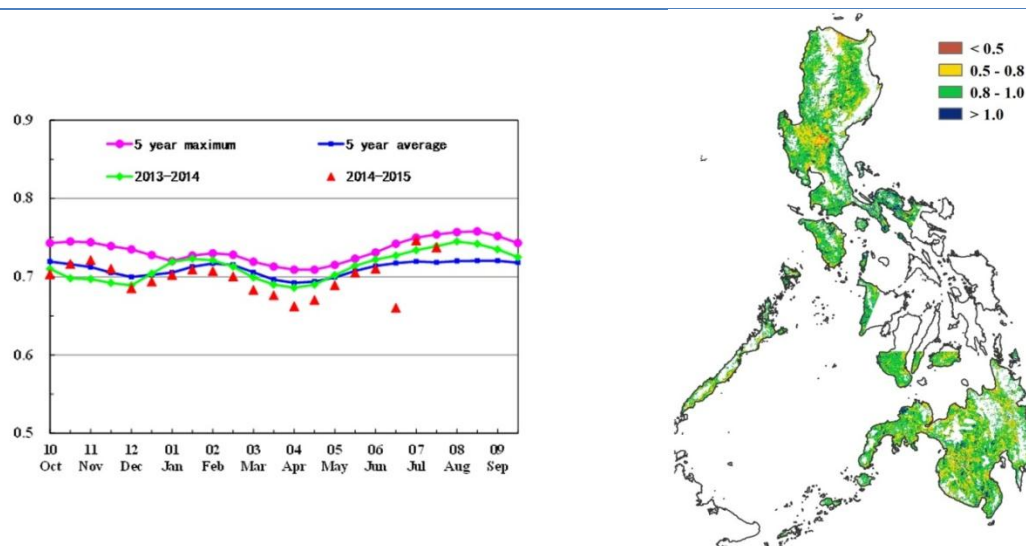 0.9
0.8
0.7
0.6
0.5
5 year maximum
5 year average
2013-2014
2014-2015
10 11 12 01 02 03 04 05 06 07 08 09
Oct Nov Dec Jan Feb Mar Apr May Jun Jul Aug Sep
< 0.5
0.5 - 0.8
0.8 - 1.0
> 1.0